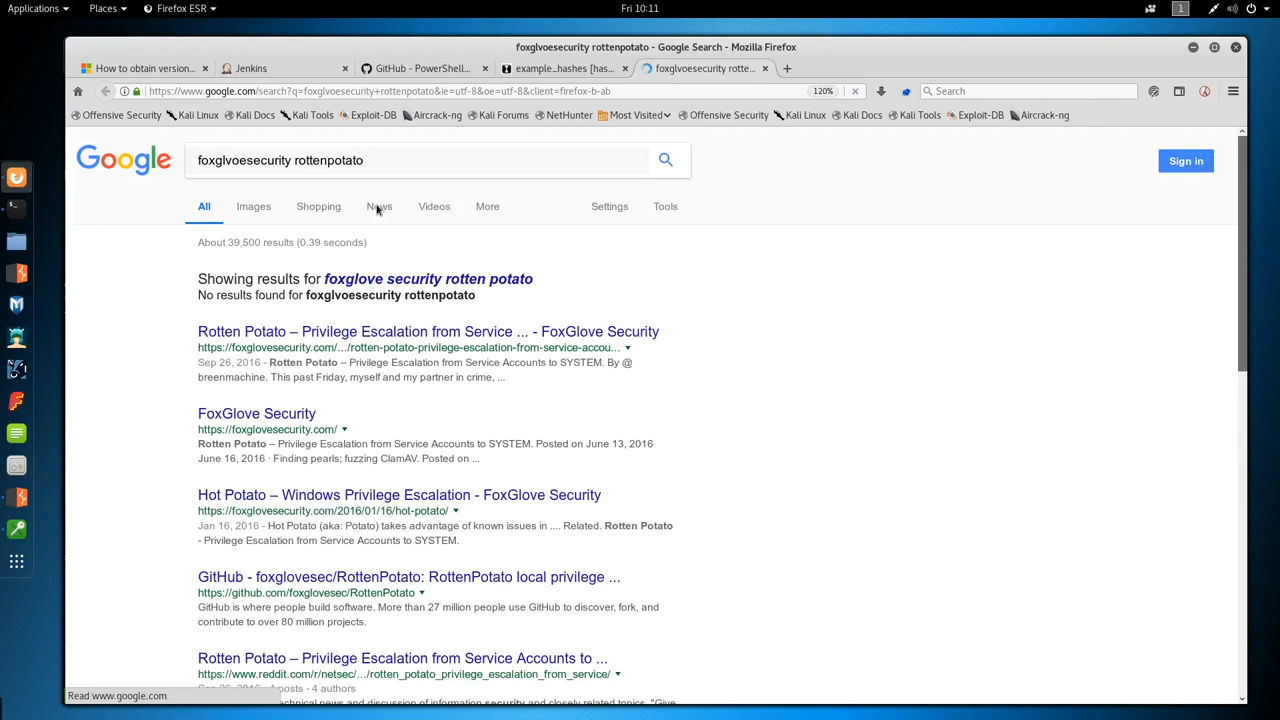 Applications Places Firefox ESR Fri 10:11 1
foxglvoesecurity rottenpotato - Google Search - Mozilla Firefox
How to obtain version... Jenkins GitHub - PowerShell... example_hashes [has... foxglvoesecurity rotte...
https://www.google.com/search?q=foxglvoesecurity+rottenpotato&ie=utf-8&oe=utf-8&client=firefox-b-ab 120% Search
Offensive Security Kali Linux Kali Docs Kali Tools Exploit-DB Aircrack-ng Kali Forums NetHunter Most Visited Offensive Security Kali Linux Kali Docs Kali Tools Exploit-DB Aircrack-ng
Google foxglvoesecurity rottenpotato Sign in
All Images Shopping News Videos More Settings Tools
About 39,500 results (0.39 seconds)
Showing results for foxglove security rotten potato
No results found for foxglvoesecurity rottenpotato
Rotten Potato – Privilege Escalation from Service ... - FoxGlove Security
https://foxglovesecurity.com/.../rotten-potato-privilege-escalation-from-service-accou...
Sep 26, 2016 - Rotten Potato – Privilege Escalation from Service Accounts to SYSTEM. By @
breenmachine. This past Friday, myself and my partner in crime, ...
FoxGlove Security
https://foxglovesecurity.com/
Rotten Potato – Privilege Escalation from Service Accounts to SYSTEM. Posted on June 13, 2016
June 16, 2016 · Finding pearls; fuzzing ClamAV. Posted on ...
Hot Potato – Windows Privilege Escalation - FoxGlove Security
https://foxglovesecurity.com/2016/01/16/hot-potato/
Jan 16, 2016 - Hot Potato (aka: Potato) takes advantage of known issues in .... Related. Rotten Potato
- Privilege Escalation from Service Accounts to SYSTEM.
GitHub - foxglovesec/RottenPotato: RottenPotato local privilege ...
https://github.com/foxglovesec/RottenPotato
GitHub is where people build software. More than 27 million people use GitHub to discover, fork, and
contribute to over 80 million projects.
Rotten Potato – Privilege Escalation from Service Accounts to ...
https://www.reddit.com/r/netsec/.../rotten_potato_privilege_escalation_from_service/
Sep 26, 2016 - 4 posts - 4 authors
Read www.google.com
technical news and discussion of information security and closely related topics. "Give